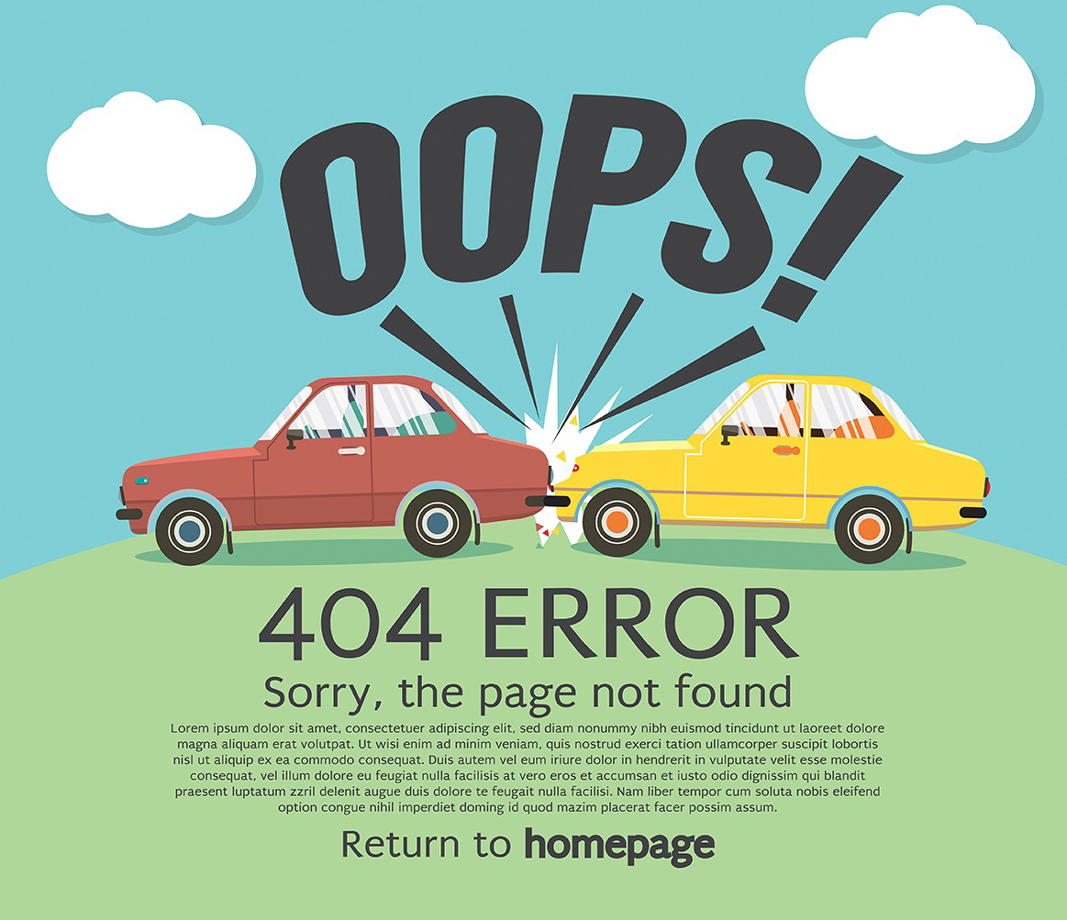 OOPS!
404 ERROR
Sorry, the page not found
Lorem ipsum dolor sit amet, consectetuer adipiscing elit, sed diam nonummy nibh euismod tincidunt ut laoreet dolore
magna aliquam erat volutpat. Ut wisi enim ad minim veniam, quis nostrud exerci tation ullamcorper suscipit lobortis
nisl ut aliquip ex ea commodo consequat. Duis autem vel eum iriure dolor in hendrerit in vulputate velit esse molestie
consequat, vel illum dolore eu feugiat nulla facilisis at vero eros et accumsan et iusto odio dignissim qui blandit
praesent luptatum zzril delenit augue duis dolore te feugait nulla facilisi. Nam liber tempor cum soluta nobis eleifend
option congue nihil imperdiet doming id quod mazim placerat facer possim assum.
Return to homepage